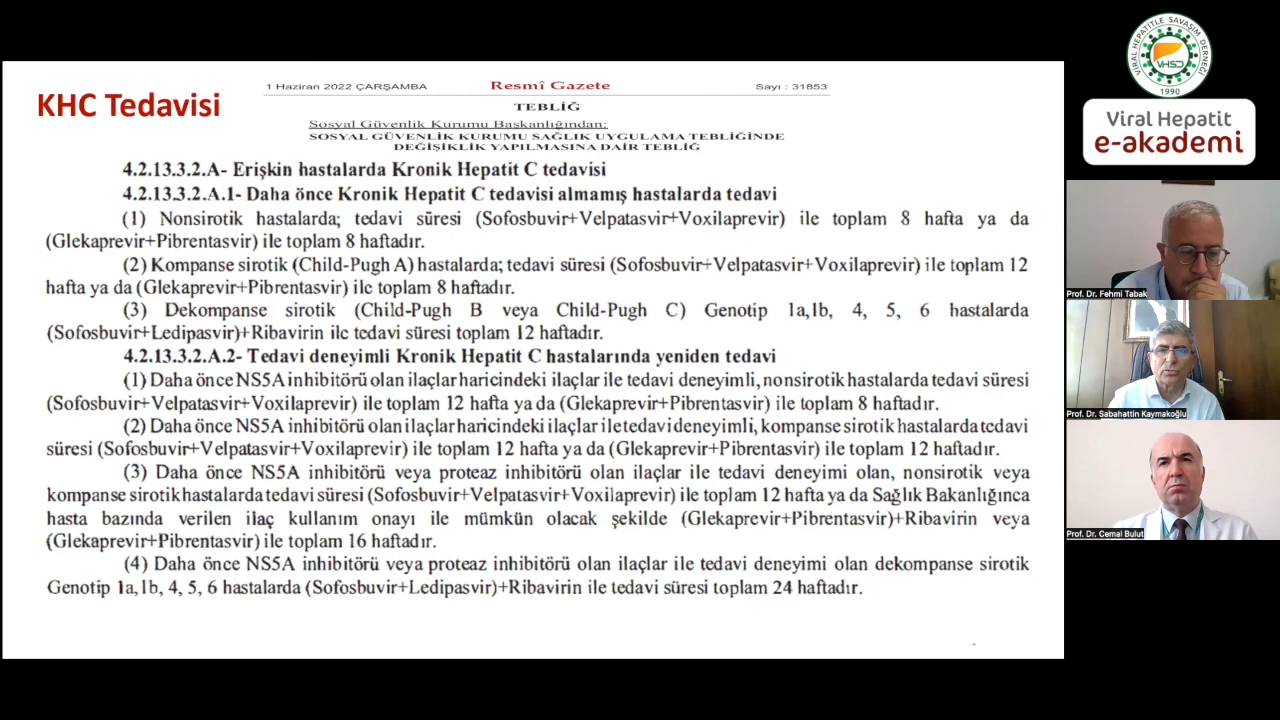 KHC Tedavisi
1 Haziran 2022 ÇARŞAMBA Resmî Gazete Sayı : 31853
TEBLİĞ
Sosyal Güvenlik Kurumu Başkanlığından:
SOSYAL GÜVENLİK KURUMU SAĞLIK UYGULAMA TEBLİĞİNDE
DEĞİŞİKLİK YAPILMASINA DAİR TEBLİĞ
4.2.13.3.2.A- Erişkin hastalarda Kronik Hepatit C tedavisi
4.2.13.3.2.A.1- Daha önce Kronik Hepatit C tedavisi almamış hastalarda tedavi
(1) Nonsirotik hastalarda; tedavi süresi (Sofosbuvir+Velpatasvir+Voxilaprevir) ile toplam 8 hafta ya da
(Glekaprevir+Pibrentasvir) ile toplam 8 haftadır.
(2) Kompanse sirotik (Child-Pugh A) hastalarda; tedavi süresi (Sofosbuvir+Velpatasvir+Voxilaprevir) ile toplam 12
hafta ya da (Glekaprevir+Pibrentasvir) ile toplam 8 haftadır.
(3) Dekompanse sirotik (Child-Pugh B veya Child-Pugh C) Genotip 1a,1b, 4, 5, 6 hastalarda
(Sofosbuvir+Ledipasvir)+Ribavirin ile tedavi süresi toplam 12 haftadır.
4.2.13.3.2.A.2- Tedavi deneyimli Kronik Hepatit C hastalarında yeniden tedavi
(1) Daha önce NS5A inhibitörü olan ilaçlar haricindeki ilaçlar ile tedavi deneyimli, nonsirotik hastalarda tedavi süresi
(Sofosbuvir+Velpatasvir+Voxilaprevir) ile toplam 12 hafta ya da (Glekaprevir+Pibrentasvir) ile toplam 8 haftadır.
(2) Daha önce NS5A inhibitörü olan ilaçlar haricindeki ilaçlar ile tedavi deneyimli, kompanse sirotik hastalarda tedavi
süresi (Sofosbuvir+Velpatasvir+Voxilaprevir) ile toplam 12 hafta ya da (Glekaprevir+Pibrentasvir) ile toplam 12 haftadır.
(3) Daha önce NS5A inhibitörü veya proteaz inhibitörü olan ilaçlar ile tedavi deneyimi olan, nonsirotik veya
kompanse sirotik hastalarda tedavi süresi (Sofosbuvir+Velpatasvir+Voxilaprevir) ile toplam 12 hafta ya da Sağlık Bakanlığınca
hasta bazında verilen ilaç kullanım onayı ile mümkün olacak şekilde (Glekaprevir+Pibrentasvir)+Ribavirin veya
(Glekaprevir+Pibrentasvir) ile toplam 16 haftadır.
(4) Daha önce NS5A inhibitörü veya proteaz inhibitörü olan ilaçlar ile tedavi deneyimi olan dekompanse sirotik
Genotip 1a,1b, 4, 5, 6 hastalarda (Sofosbuvir+Ledipasvir)+Ribavirin ile tedavi süresi toplam 24 haftadır.
VİRAL HEPATİTLE SAVAŞIM DERNEĞİ
VHSD
1990
Viral Hepatit
e-akademi
Prof. Dr. Fehmi Tabak
Prof. Dr. Sabahattin Kaymakoğlu
Prof. Dr. Cemal Bulut